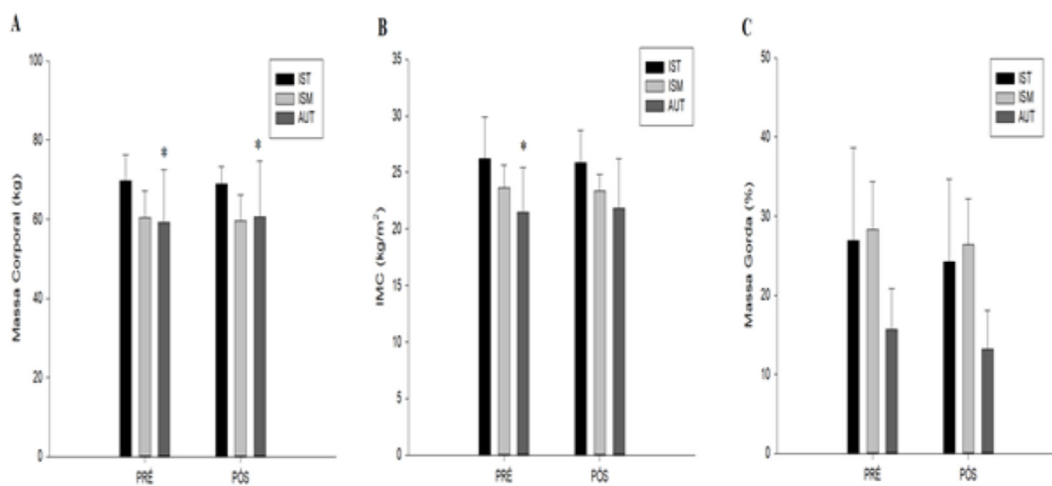 A
Massa Corporal (kg)
100
80
60
40
20
0
IST
ISM
AUT
*
*
PRÉ
PÓS
B
IMC (kg/m²)
35
30
25
20
15
10
5
0
IST
ISM
AUT
*
PRÉ
PÓS
C
Massa Gorda (%)
50
40
30
20
10
0
IST
ISM
AUT
PRÉ
PÓS